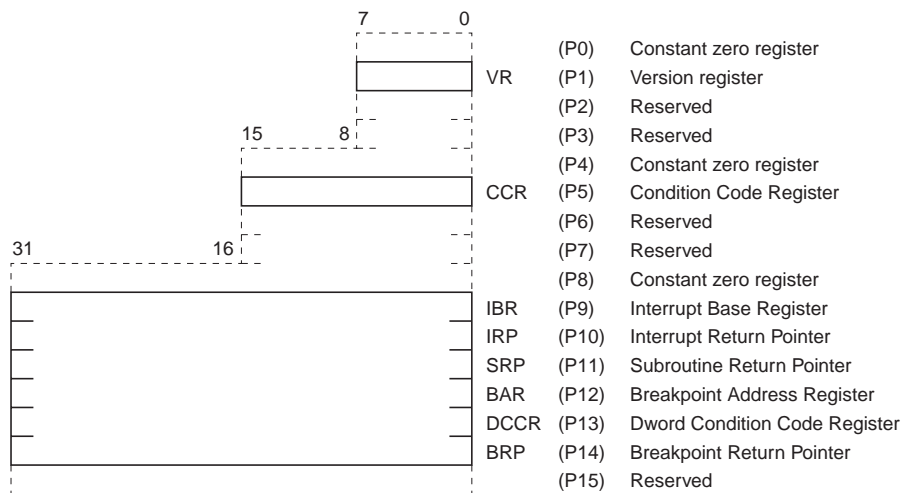 7 0
(P0) Constant zero register
VR (P1) Version register
(P2) Reserved
15 8 (P3) Reserved
(P4) Constant zero register
CCR (P5) Condition Code Register
(P6) Reserved
31 16 (P7) Reserved
(P8) Constant zero register
IBR (P9) Interrupt Base Register
IRP (P10) Interrupt Return Pointer
SRP (P11) Subroutine Return Pointer
BAR (P12) Breakpoint Address Register
DCCR (P13) Dword Condition Code Register
BRP (P14) Breakpoint Return Pointer
(P15) Reserved